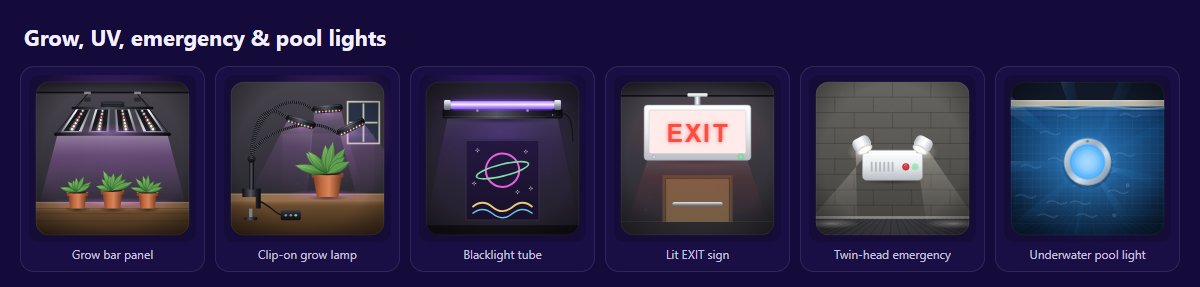 Grow, UV, emergency & pool lights
EXIT
Grow bar panel
Clip-on grow lamp
Blacklight tube
Lit EXIT sign
Twin-head emergency
Underwater pool light